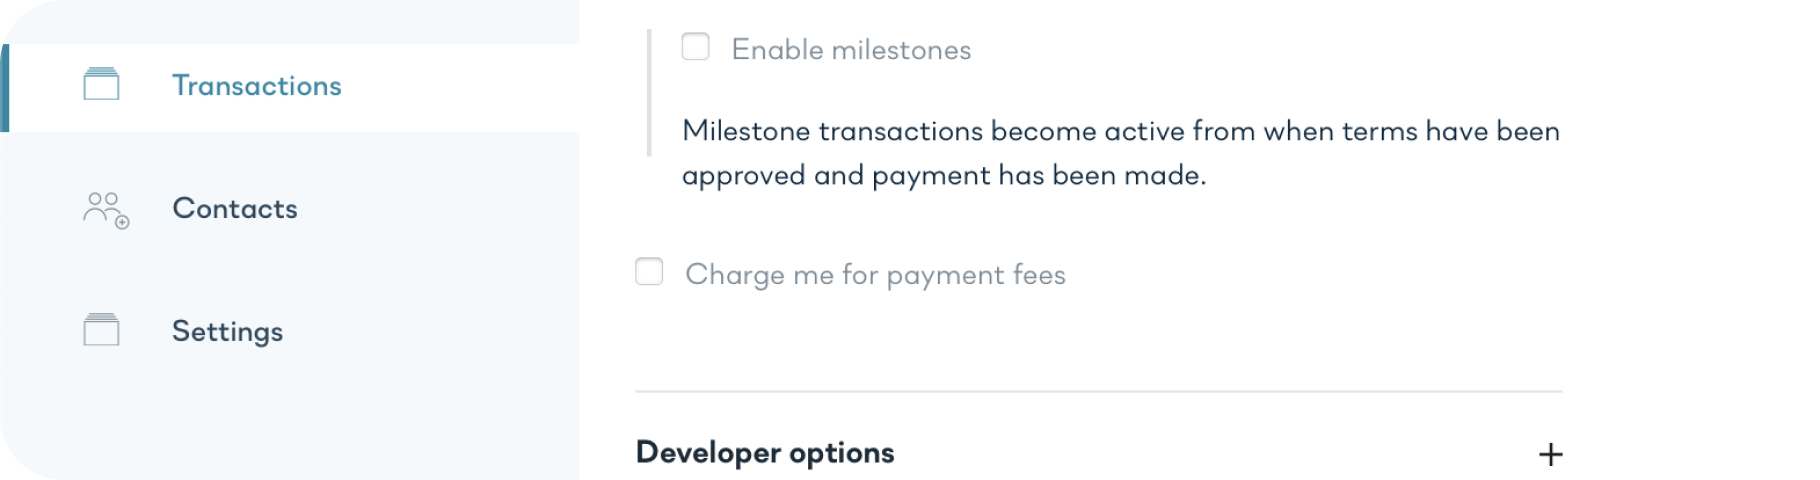 Transactions
Contacts
Settings
Enable milestones
Milestone transactions become active from when terms have been
approved and payment has been made.
Charge me for payment fees
Developer options